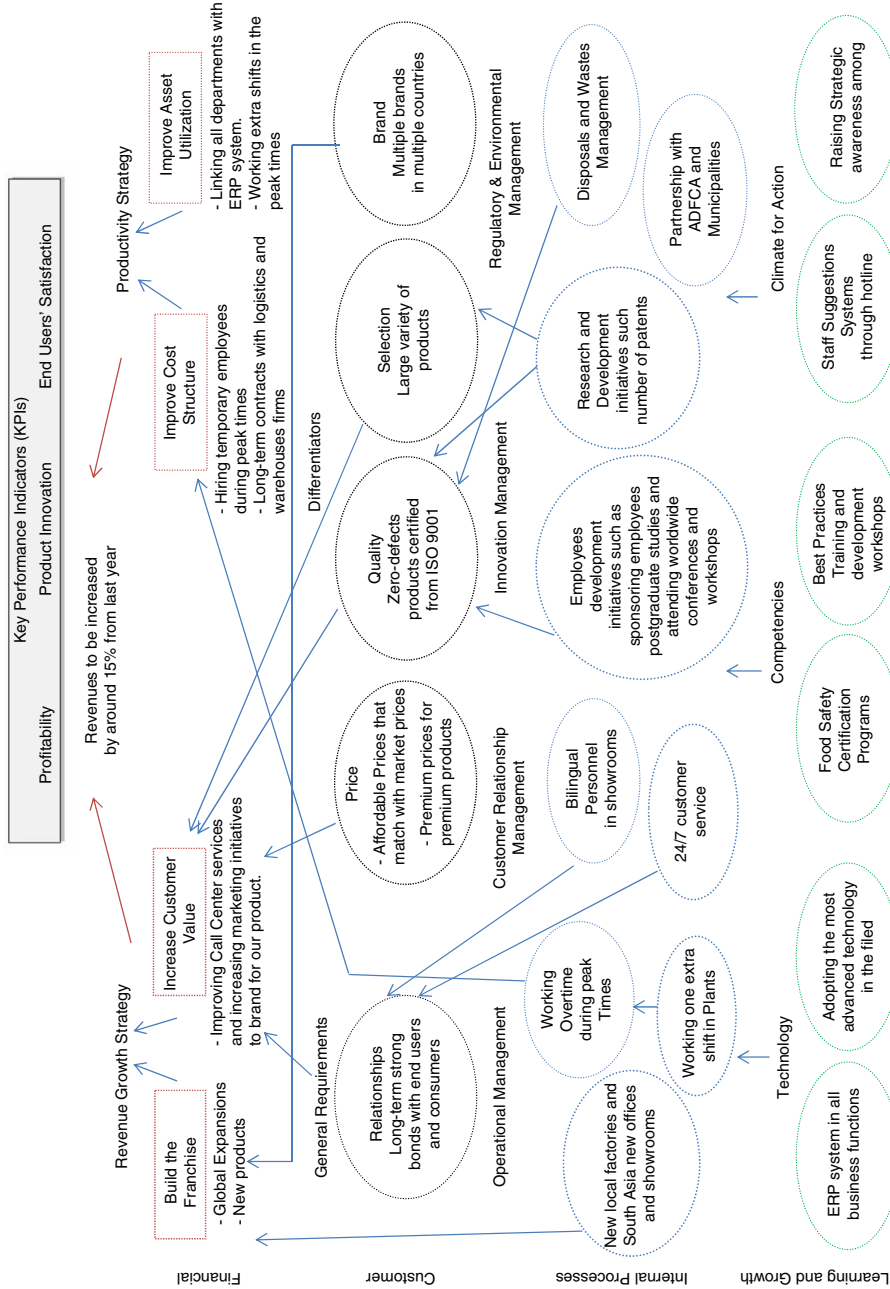 Key Performance Indicators (KPIs)
Profitability
Product Innovation
End Users' Satisfaction
Revenues to be increased
by around 15% from last year
Revenue Growth Strategy
Productivity Strategy
Financial
Build the
Franchise
- Global Expansions
- New products
Increase Customer
Value
- Improving Call Center services
and increasing marketing initiatives
to brand for our product.
Improve Cost
Structure
- Hiring temporary employees
during peak times
- Long-term contracts with logistics and
warehouses firms
Improve Asset
Utilization
- Linking all departments with
ERP system.
- Working extra shifts in the
peak times
General Requirements
Differentiators
Customer
Relationships
Long-term strong
bonds with end users
and consumers
Price
- Affordable Prices that
match with market prices
- Premium prices for
premium products
Quality
Zero-defects
products certified
from ISO 9001
Selection
Large variety of
products
Brand
Multiple brands
in multiple countries
Operational Management
Customer Relationship
Management
Innovation Management
Regulatory & Environmental
Management
Internal Processes
New local factories and
South Asia new offices
and showrooms
Working
Overtime
during peak
Times
Working one extra
shift in Plants
Bilingual
Personnel
in showrooms
24/7 customer
service
Employees
development
initiatives such as
sponsoring employees
postgraduate studies and
attending worldwide
conferences and
workshops
Research and
Development
initiatives such
number of patents
Disposals and Wastes
Management
Partnership with
ADFCA and
Municipalities
Technology
Competencies
Climate for Action
Learning and Growth
ERP system in all
business functions
Adopting the most
advanced technology
in the filed
Food Safety
Certification
Programs
Best Practices
Training and
development
workshops
Staff Suggestions
Systems
through hotline
Raising Strategic
awareness among